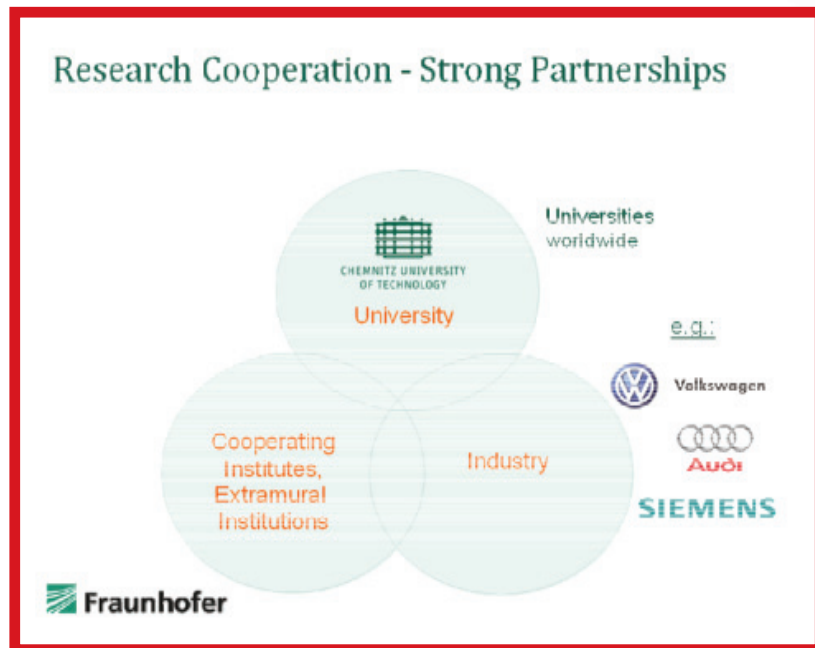 Research Cooperation - Strong Partnerships
Universities
worldwide
CHEMNITZ UNIVERSITY
OF TECHNOLOGY
University
e.g.:
Volkswagen
Audi
SIEMENS
Cooperating
Institutes,
Extramural
Institutions
Industry
Fraunhofer